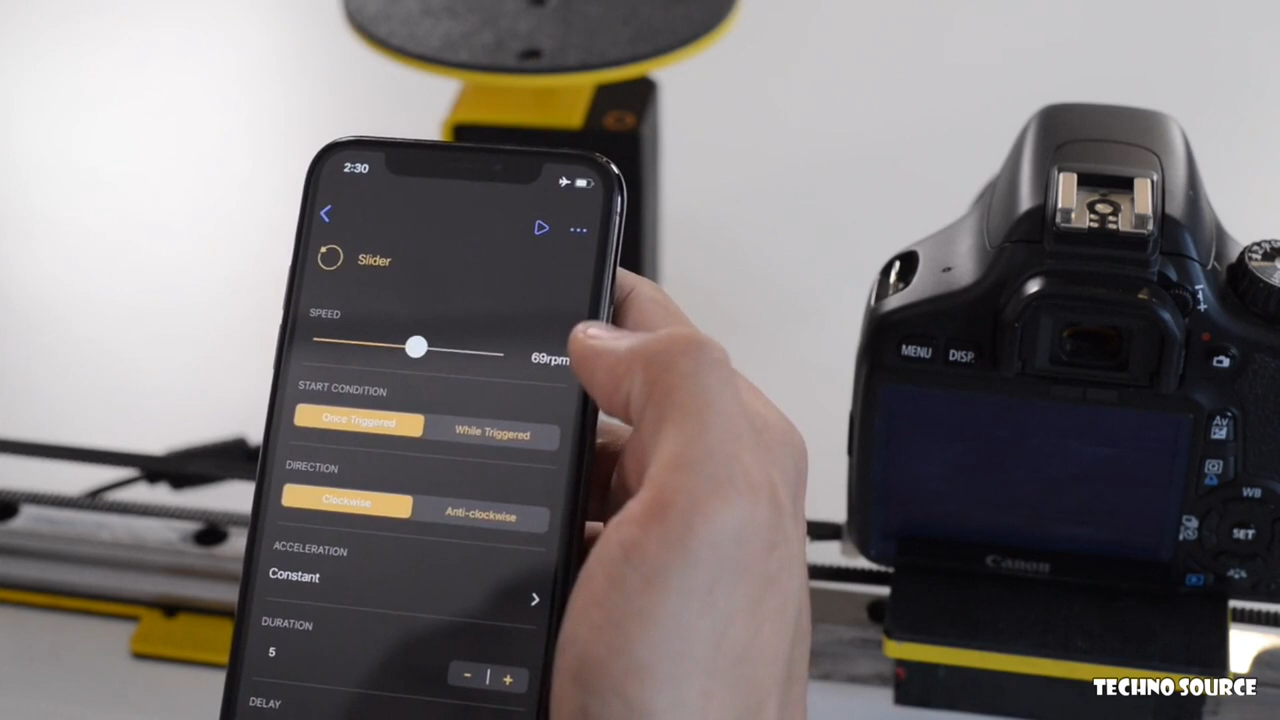 2:30
Slider
SPEED
69rpm
START CONDITION
Once Triggered
While Triggered
DIRECTION
Clockwise
Anti-clockwise
ACCELERATION
Constant
DURATION
5
- | +
DELAY
MENU
DISP.
Av
Q
WB
SET
Canon
TECHNO SOURCE